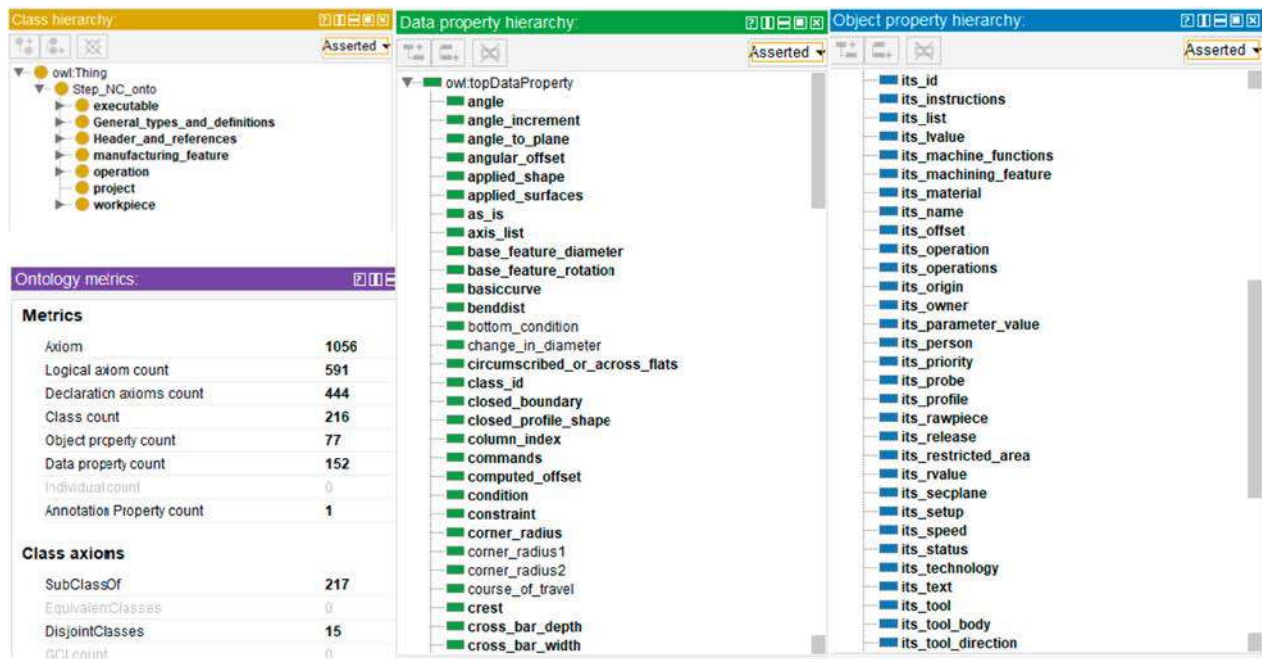 Class hierarchy:
Asserted
owl:Thing
Step_NC_onto
executable
General_types_and_definitions
Header_and_references
manufacturing_feature
operation
project
workpiece
Ontology metrics:
Metrics
Axiom 1056
Logical axiom count 591
Declaration axioms count 444
Class count 216
Object property count 77
Data property count 152
Individual count 0
Annotation Property count 1
Class axioms
SubClassOf 217
EquivalentClasses 0
DisjointClasses 15
GCI count 0
Data property hierarchy:
Asserted
owl:topDataProperty
angle
angle_increment
angle_to_plane
angular_offset
applied_shape
applied_surfaces
as_is
axis_list
base_feature_diameter
base_feature_rotation
basiccurve
benddist
bottom_condition
change_in_diameter
circumscribed_or_across_flats
class_id
closed_boundary
closed_profile_shape
column_index
commands
computed_offset
condition
constraint
corner_radius
corner_radius1
corner_radius2
course_of_travel
crest
cross_bar_depth
cross_bar_width
Object property hierarchy:
Asserted
its_id
its_instructions
its_list
its_lvalue
its_machine_functions
its_machining_feature
its_material
its_name
its_offset
its_operation
its_operations
its_origin
its_owner
its_parameter_value
its_person
its_priority
its_probe
its_profile
its_rawpiece
its_release
its_restricted_area
its_rvalue
its_secplane
its_setup
its_speed
its_status
its_technology
its_text
its_tool
its_tool_body
its_tool_direction